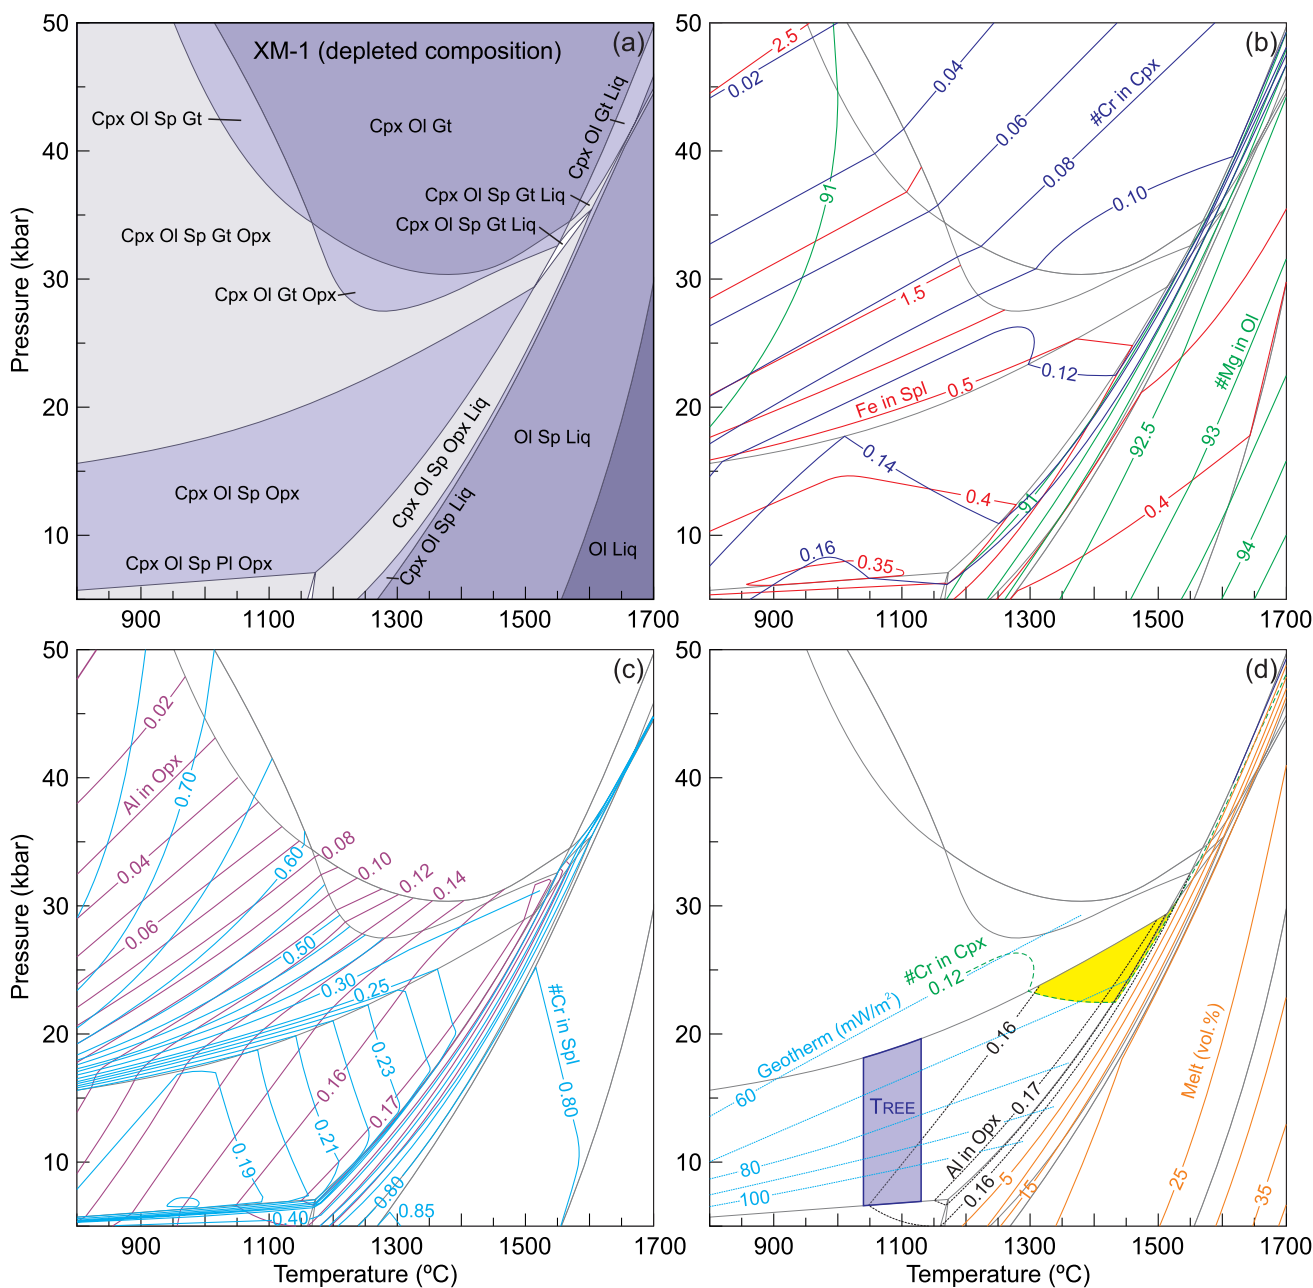 XM-1 (depleted composition)
(a)
50
40
30
20
10
Pressure (kbar)
Cpx Ol Sp Gt
Cpx Ol Gt
Cpx Ol Gt Liq
Cpx Ol Sp Gt Liq
Cpx Ol Sp Gt Liq
Cpx Ol Sp Gt Opx
Cpx Ol Gt Opx
Cpx Ol Sp Opx
Cpx Ol Sp Opx Liq
Cpx Ol Sp Liq
Ol Sp Liq
Ol Liq
Cpx Ol Sp Pl Opx
900
1100
1300
1500
1700
(b)
50
40
30
20
10
2.5
0.02
0.04
0.06
#Cr in Cpx
0.08
0.10
91
1.5
0.12
Fe in Spl
0.5
#Mg in Ol
92.5
93
0.14
0.4
91
0.4
0.16
0.35
94
900
1100
1300
1500
1700
(c)
50
40
30
20
10
Pressure (kbar)
0.02
Al in Opx
0.70
0.04
0.60
0.08
0.10
0.12
0.14
0.06
0.50
0.30
0.25
#Cr in Spl
0.23
0.16
0.80
0.17
0.21
0.19
0.80
0.40
0.85
900
1100
1300
1500
1700
Temperature (ºC)
(d)
50
40
30
20
10
#Cr in Cpx
0.12
Geotherm (mW/m²)
60
0.16
TREE
0.17
Melt (vol.%)
80
Al in Opx
100
0.16
5
15
25
35
900
1100
1300
1500
1700
Temperature (ºC)